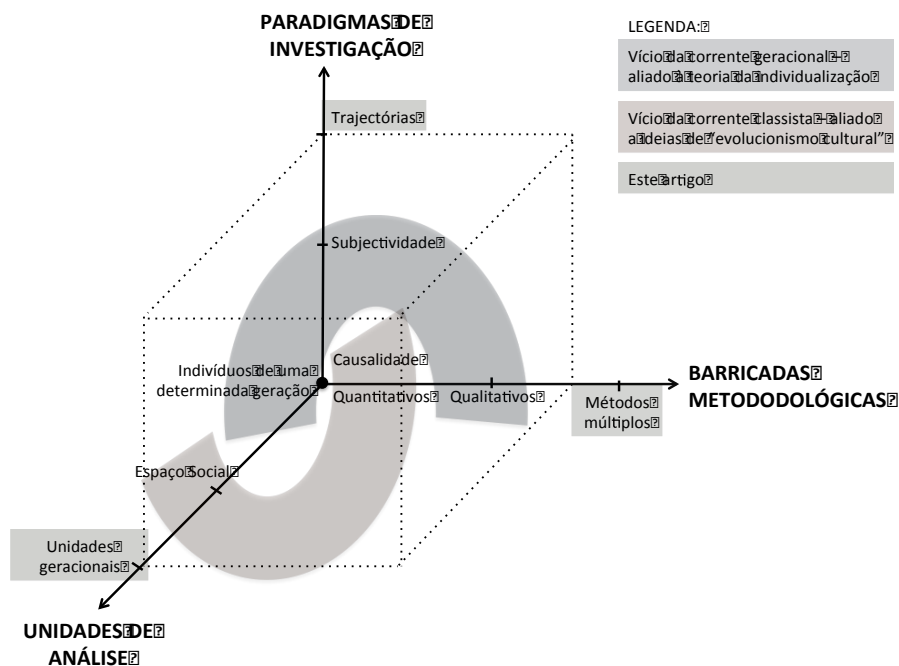 PARADIGMAS DE
INVESTIGAÇÃO
LEGENDA:
Vício da corrente geracional –
aliado à teoria da individualização
Trajectórias
Vício da corrente classista – aliado
a ideias de "evolucionismo cultural"
Este artigo
Subjectividade
Causalidade
Indivíduos de uma
determinada geração
Quantitativos
Qualitativos
Métodos
múltiplos
BARRICADAS
METODODOLÓGICAS
Espaço Social
Unidades
geracionais
UNIDADES DE
ANÁLISE